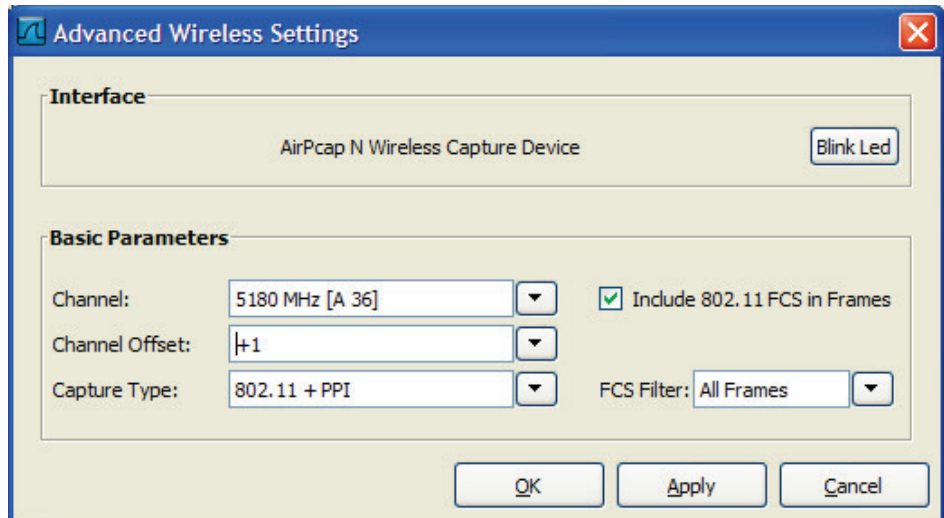 Advanced Wireless Settings
Interface
AirPcap N Wireless Capture Device
Blink Led
Basic Parameters
Channel: 5180 MHz [A 36]
Include 802.11 FCS in Frames
Channel Offset: +1
Capture Type: 802.11 + PPI
FCS Filter: All Frames
OK
Apply
Cancel